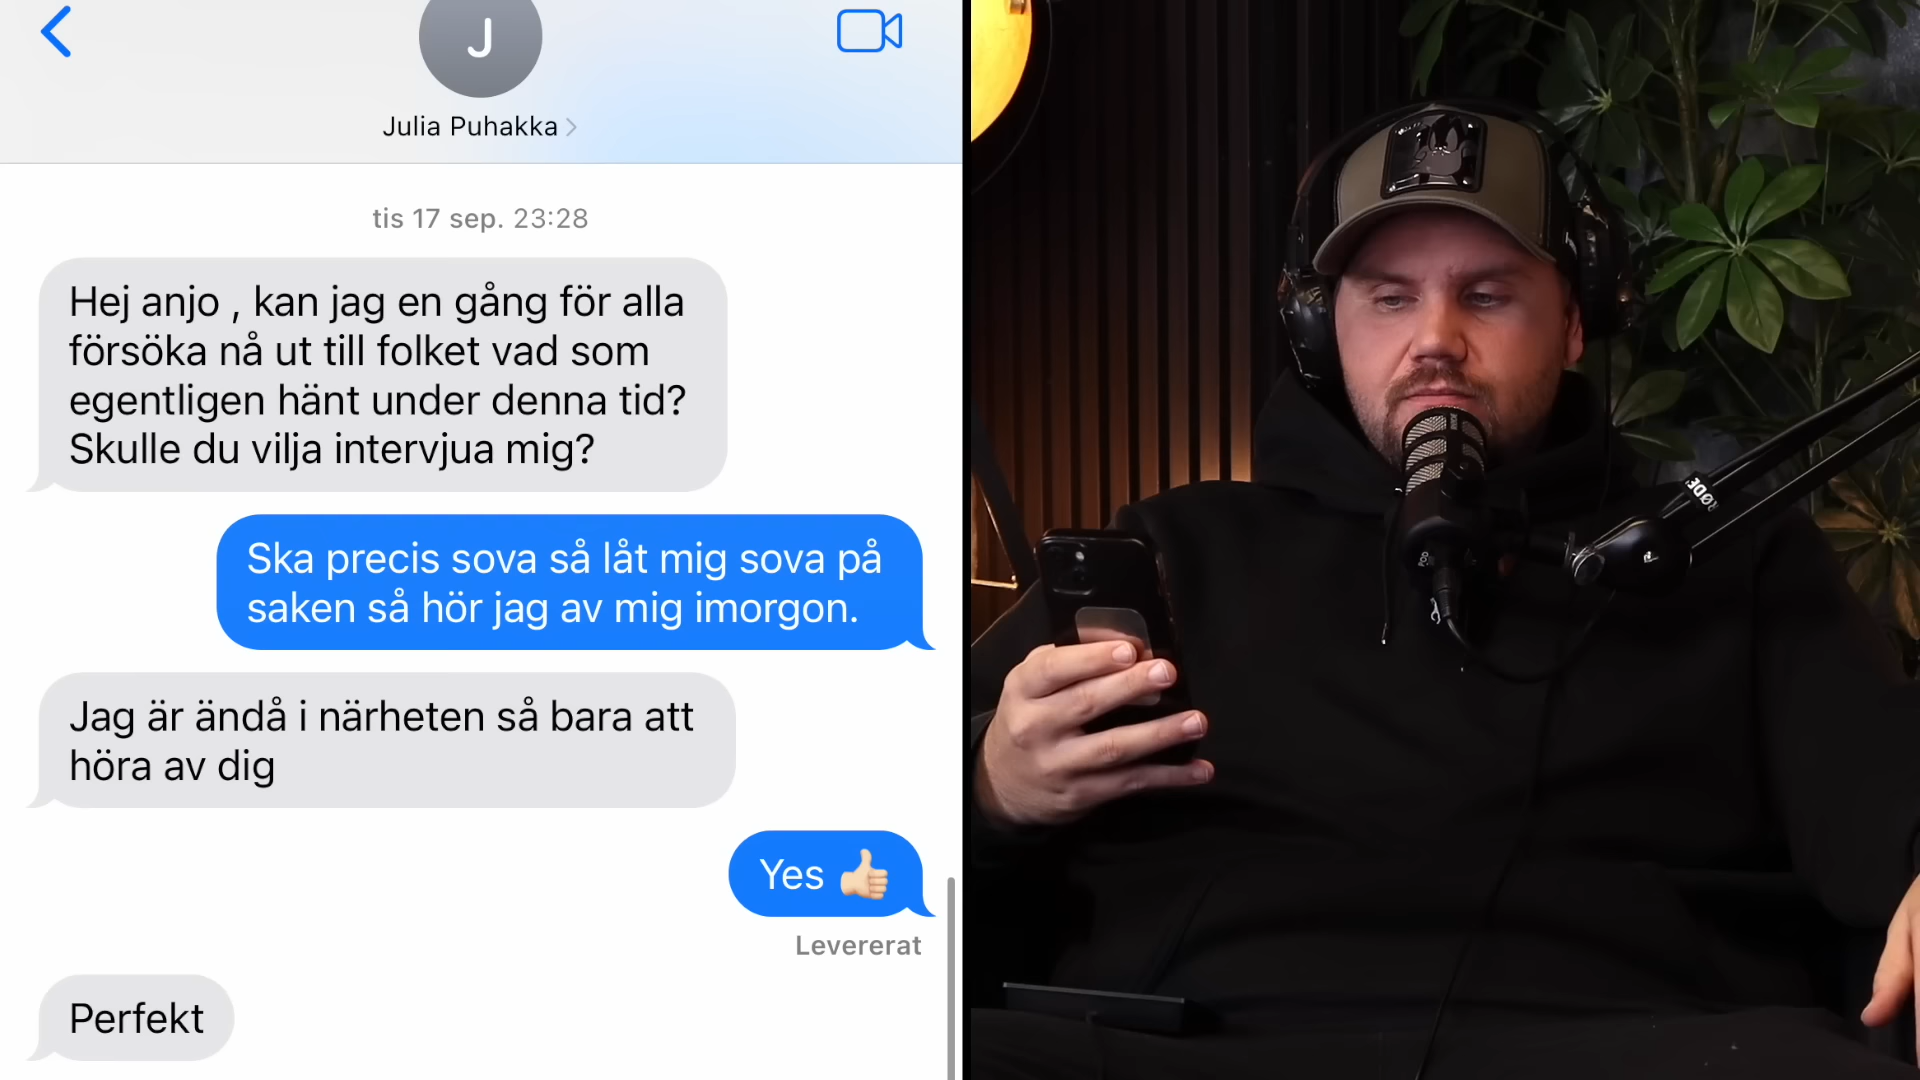 J
Julia Puhakka
tis 17 sep. 23:28
Hej anjo , kan jag en gång för alla
försöka nå ut till folket vad som
egentligen hänt under denna tid?
Skulle du vilja intervjua mig?
Ska precis sova så låt mig sova på
saken så hör jag av mig imorgon.
Jag är ändå i närheten så bara att
höra av dig
Yes 👍🏻
Levererat
Perfekt
RØDE
POD